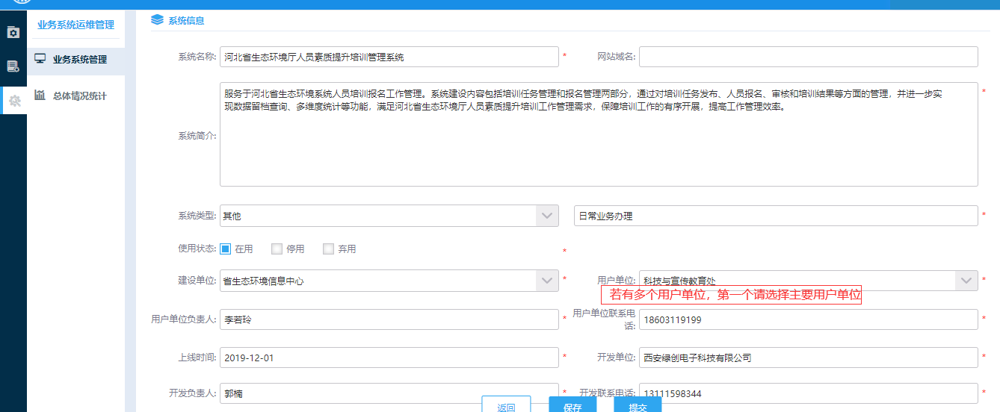 业务系统运维管理
业务系统管理
总体情况统计
系统信息
系统名称: 河北省生态环境厅人员素质提升培训管理系统 * 网站域名:
服务于河北省生态环境系统人员培训报名工作管理。系统建设内容包括培训任务管理和报名管理两部分，通过对培训任务发布、人员报名、审核和培训结果等方面的管理，并进一步实 *
现数据留档查询、多维度统计等功能，满足河北省生态环境厅人员素质提升培训工作管理需求，保障培训工作的有序开展，提高工作管理效率。
系统简介:
系统类型: 其他 日常业务办理 *
使用状态: 在用 停用 弃用 *
建设单位: 省生态环境信息中心 * 用户单位: 科技与宣传教育处 *
若有多个用户单位，第一个请选择主要用户单位
用户单位负责人: 李若玲 * 用户单位联系电话: 18603119199 *
上线时间: 2019-12-01 * 开发单位: 西安绿创电子科技有限公司 *
开发负责人: 郭楠 * 开发联系电话: 13111598344 *
返回 保存 提交